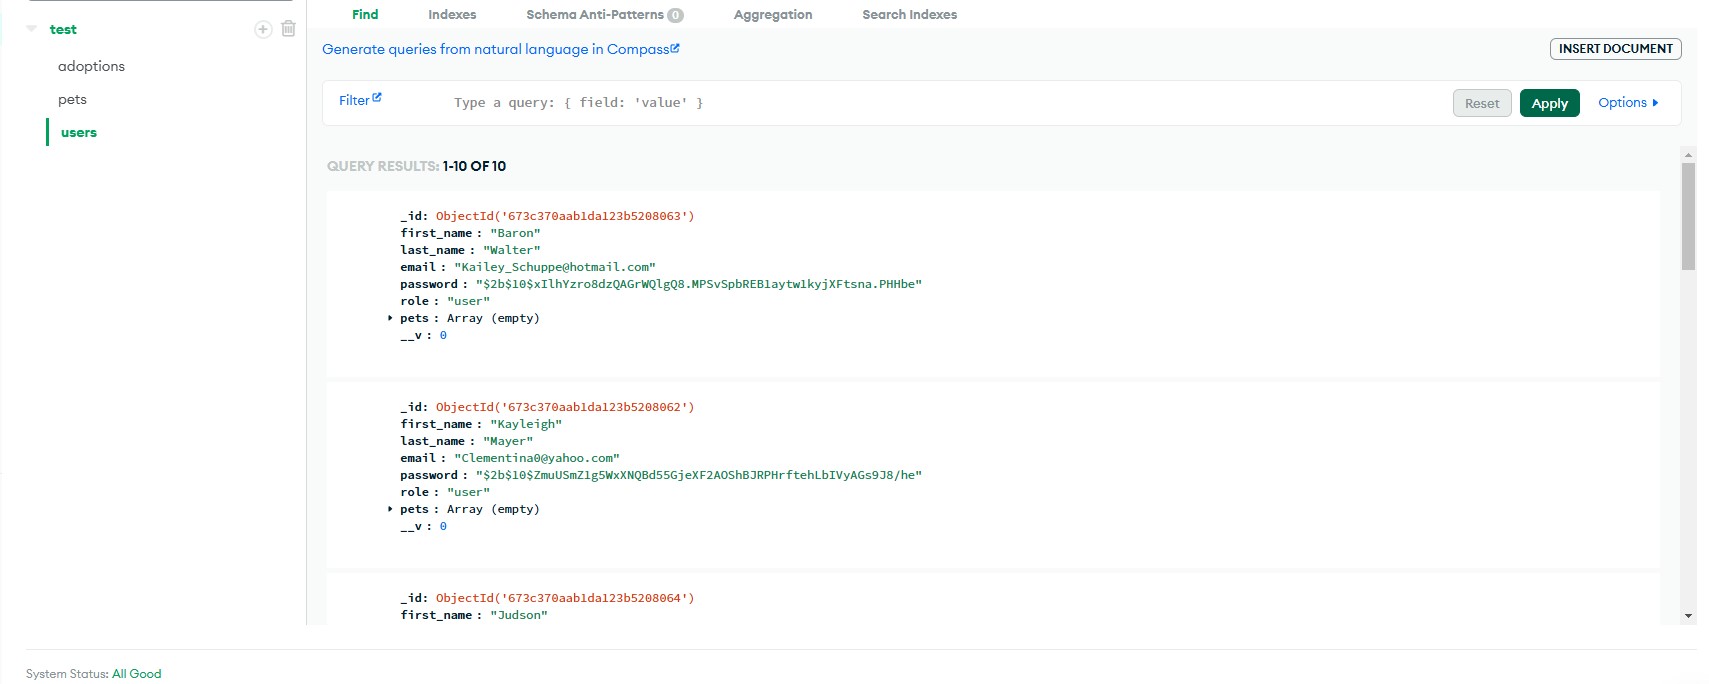 test
adoptions
pets
users
Find Indexes Schema Anti-Patterns 0 Aggregation Search Indexes
Generate queries from natural language in Compass
INSERT DOCUMENT
Filter Type a query: { field: 'value' } Reset Apply Options
QUERY RESULTS: 1-10 OF 10
_id: ObjectId('673c370aab1da123b5208063')
first_name : "Baron"
last_name : "Walter"
email : "Kailey_Schuppe@hotmail.com"
password : "$2b$10$xIlhYzro8dzQAGrWQlgQ8.MPSvSpbREB1aytw1kyjXFtsna.PHHbe"
role : "user"
pets : Array (empty)
__v : 0
_id: ObjectId('673c370aab1da123b5208062')
first_name : "Kayleigh"
last_name : "Mayer"
email : "Clementina0@yahoo.com"
password : "$2b$10$ZmuUSmZ1g5WxXNQBd55GjeXF2AOShBJRPHrftehLbIVyAGs9J8/he"
role : "user"
pets : Array (empty)
__v : 0
_id: ObjectId('673c370aab1da123b5208064')
first_name : "Judson"
System Status: All Good